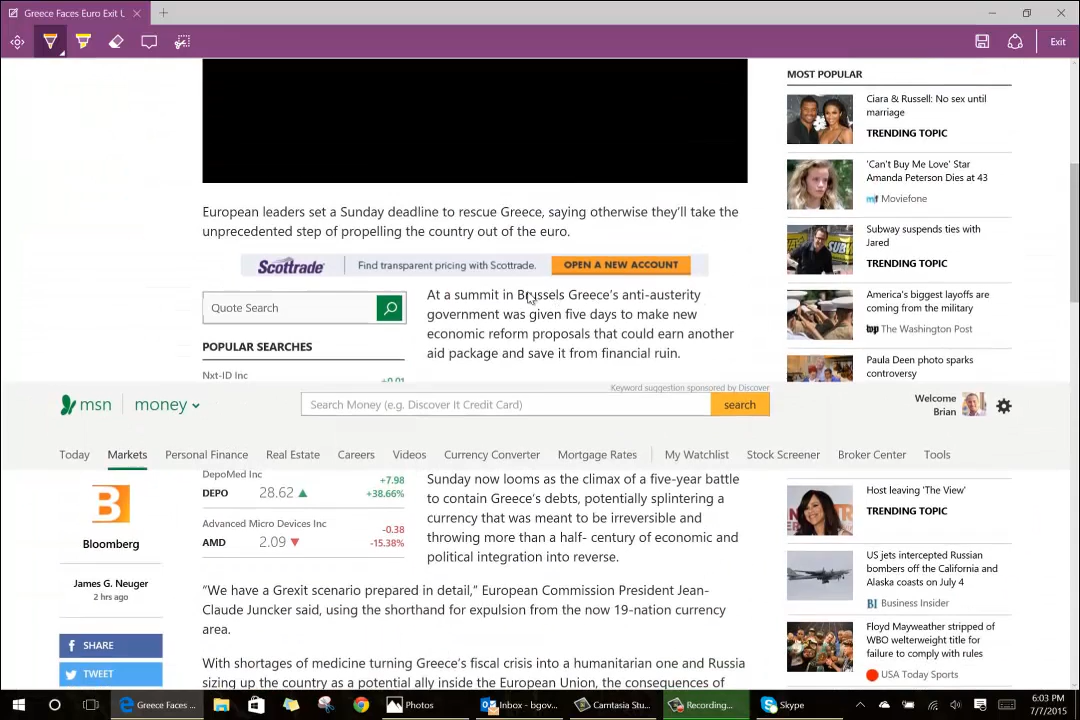 Greece Faces Euro Exit U
Exit
MOST POPULAR
Ciara & Russell: No sex until
marriage
TRENDING TOPIC
'Can't Buy Me Love' Star
Amanda Peterson Dies at 43
Moviefone
Subway suspends ties with
Jared
TRENDING TOPIC
America's biggest layoffs are
coming from the military
The Washington Post
Paula Deen photo sparks
controversy
European leaders set a Sunday deadline to rescue Greece, saying otherwise they'll take the
unprecedented step of propelling the country out of the euro.
Scottrade
Find transparent pricing with Scottrade.
OPEN A NEW ACCOUNT
Quote Search
POPULAR SEARCHES
Nxt-ID Inc
+0.01
At a summit in Brussels Greece's anti-austerity
government was given five days to make new
economic reform proposals that could earn another
aid package and save it from financial ruin.
Keyword suggestion sponsored by Discover
msn
money
Search Money (e.g. Discover It Credit Card)
search
Welcome
Brian
Today Markets Personal Finance Real Estate Careers Videos Currency Converter Mortgage Rates My Watchlist Stock Screener Broker Center Tools
B
Bloomberg
James G. Neuger
2 hrs ago
SHARE
TWEET
DepoMed Inc
+7.98
DEPO 28.62 +38.66%
Advanced Micro Devices Inc
-0.38
AMD 2.09 -15.38%
Sunday now looms as the climax of a five-year battle
to contain Greece's debts, potentially splintering a
currency that was meant to be irreversible and
throwing more than a half- century of economic and
political integration into reverse.
“We have a Grexit scenario prepared in detail,” European Commission President Jean-
Claude Juncker said, using the shorthand for expulsion from the now 19-nation currency
area.
With shortages of medicine turning Greece's fiscal crisis into a humanitarian one and Russia
sizing up the country as a potential ally inside the European Union, the consequences of
Host leaving 'The View'
TRENDING TOPIC
US jets intercepted Russian
bombers off the California and
Alaska coasts on July 4
BI Business Insider
Floyd Mayweather stripped of
WBO welterweight title for
failure to comply with rules
USA Today Sports
Greece Faces ...
Photos
Inbox - bgov...
Camtasia Stu...
Recording...
Skype
6:03 PM
7/7/2015